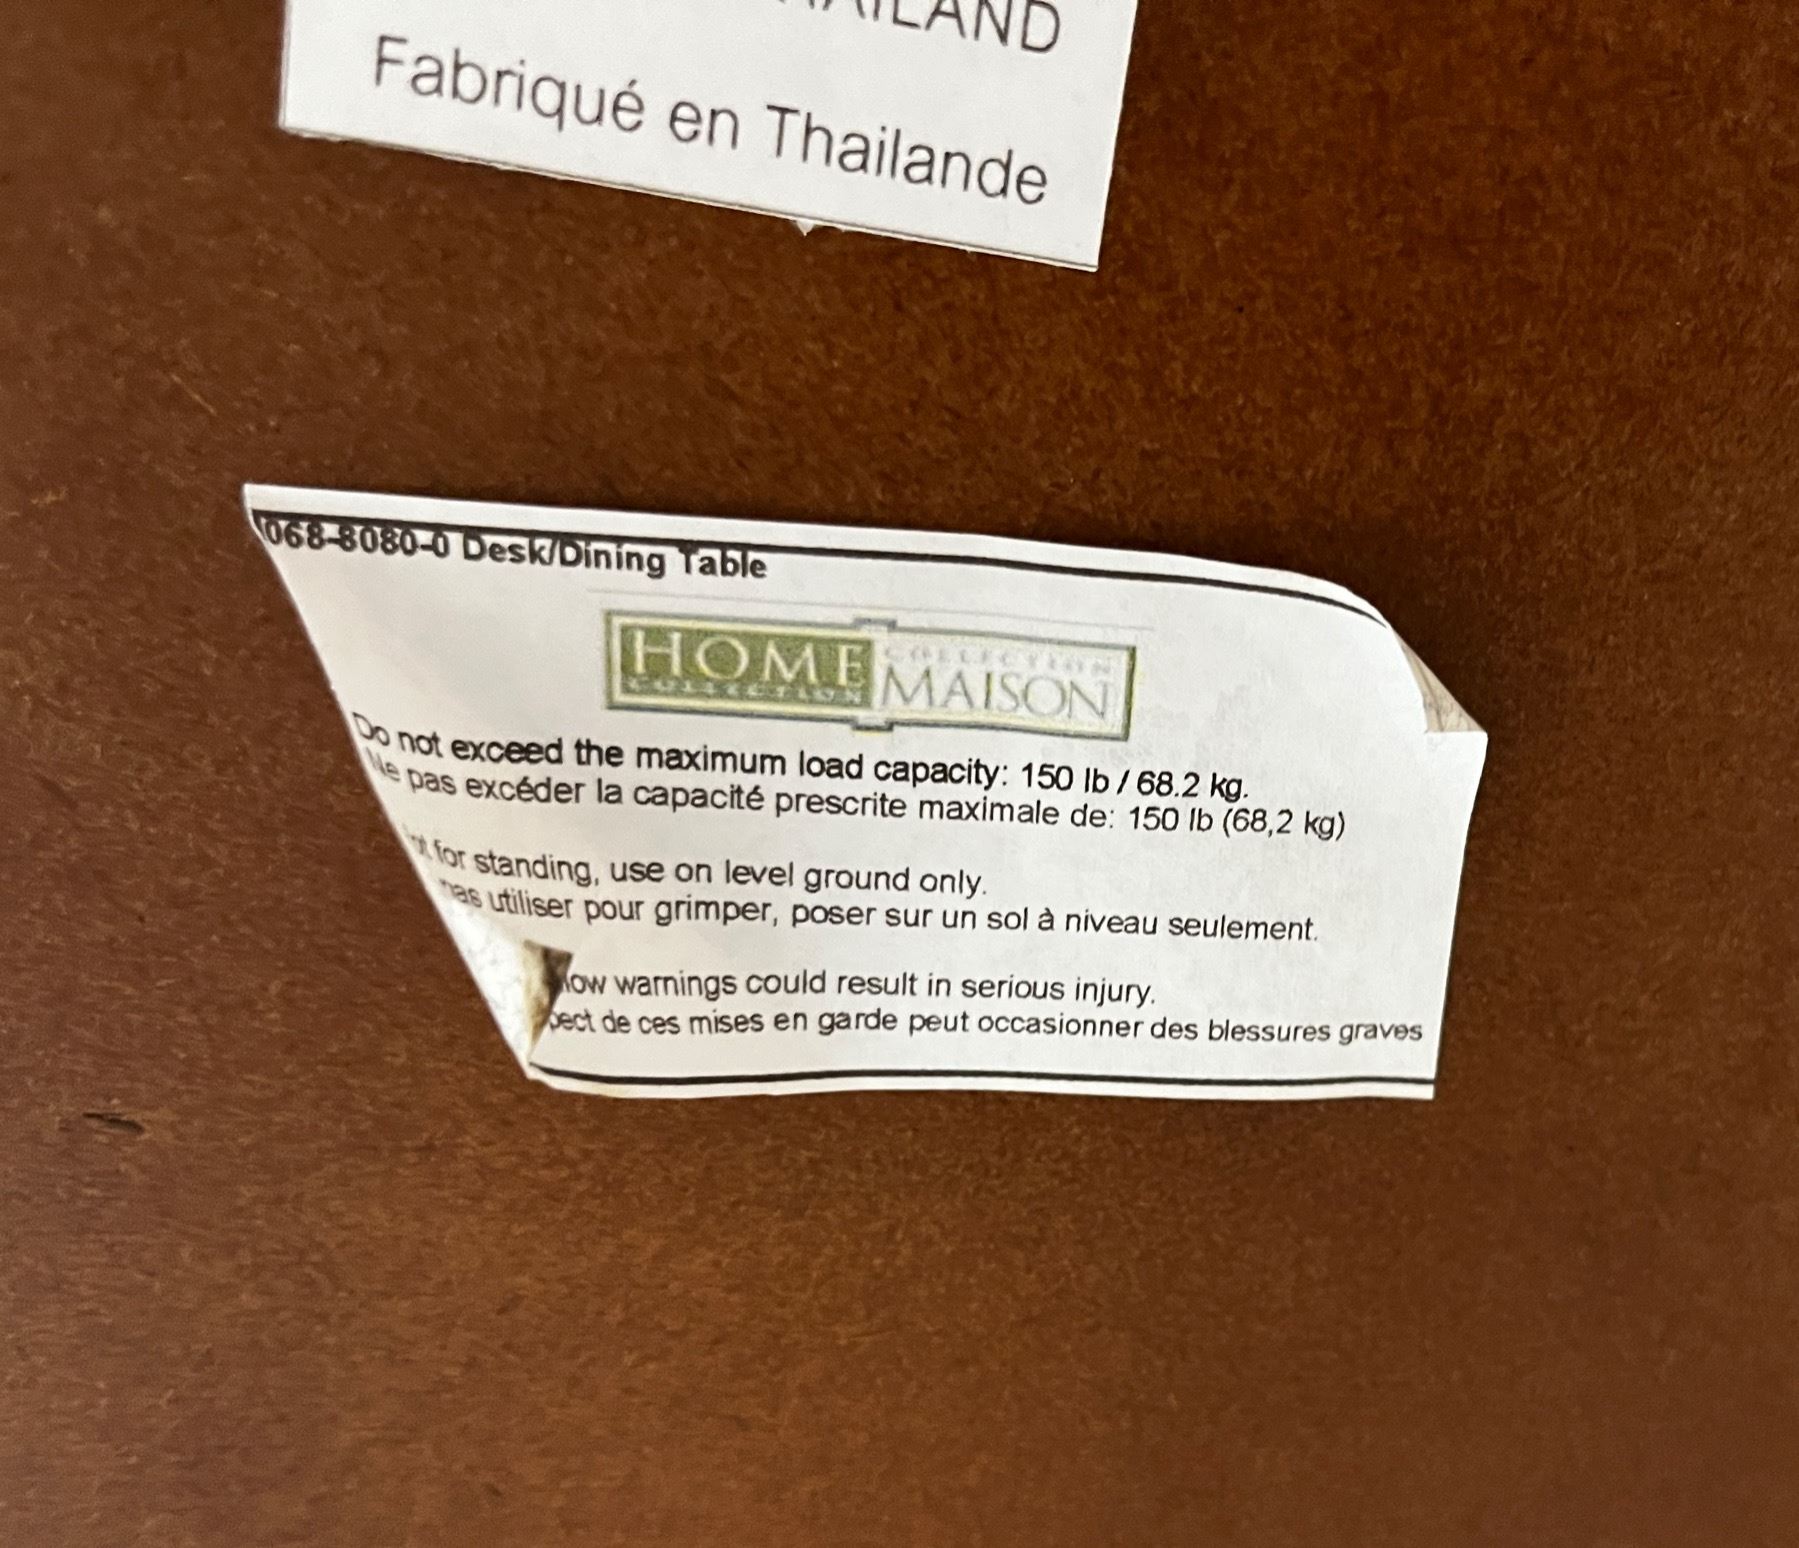 Fabriqué en Thailande
068-8080-0 Desk/Dining Table
HOME COLLECTION
COLLECTION MAISON
Do not exceed the maximum load capacity: 150 lb / 68.2 kg.
Ne pas excéder la capacité prescrite maximale de: 150 lb (68,2 kg)
for standing, use on level ground only.
pas utiliser pour grimper, poser sur un sol à niveau seulement.
warnings could result in serious injury.
de ces mises en garde peut occasionner des blessures graves